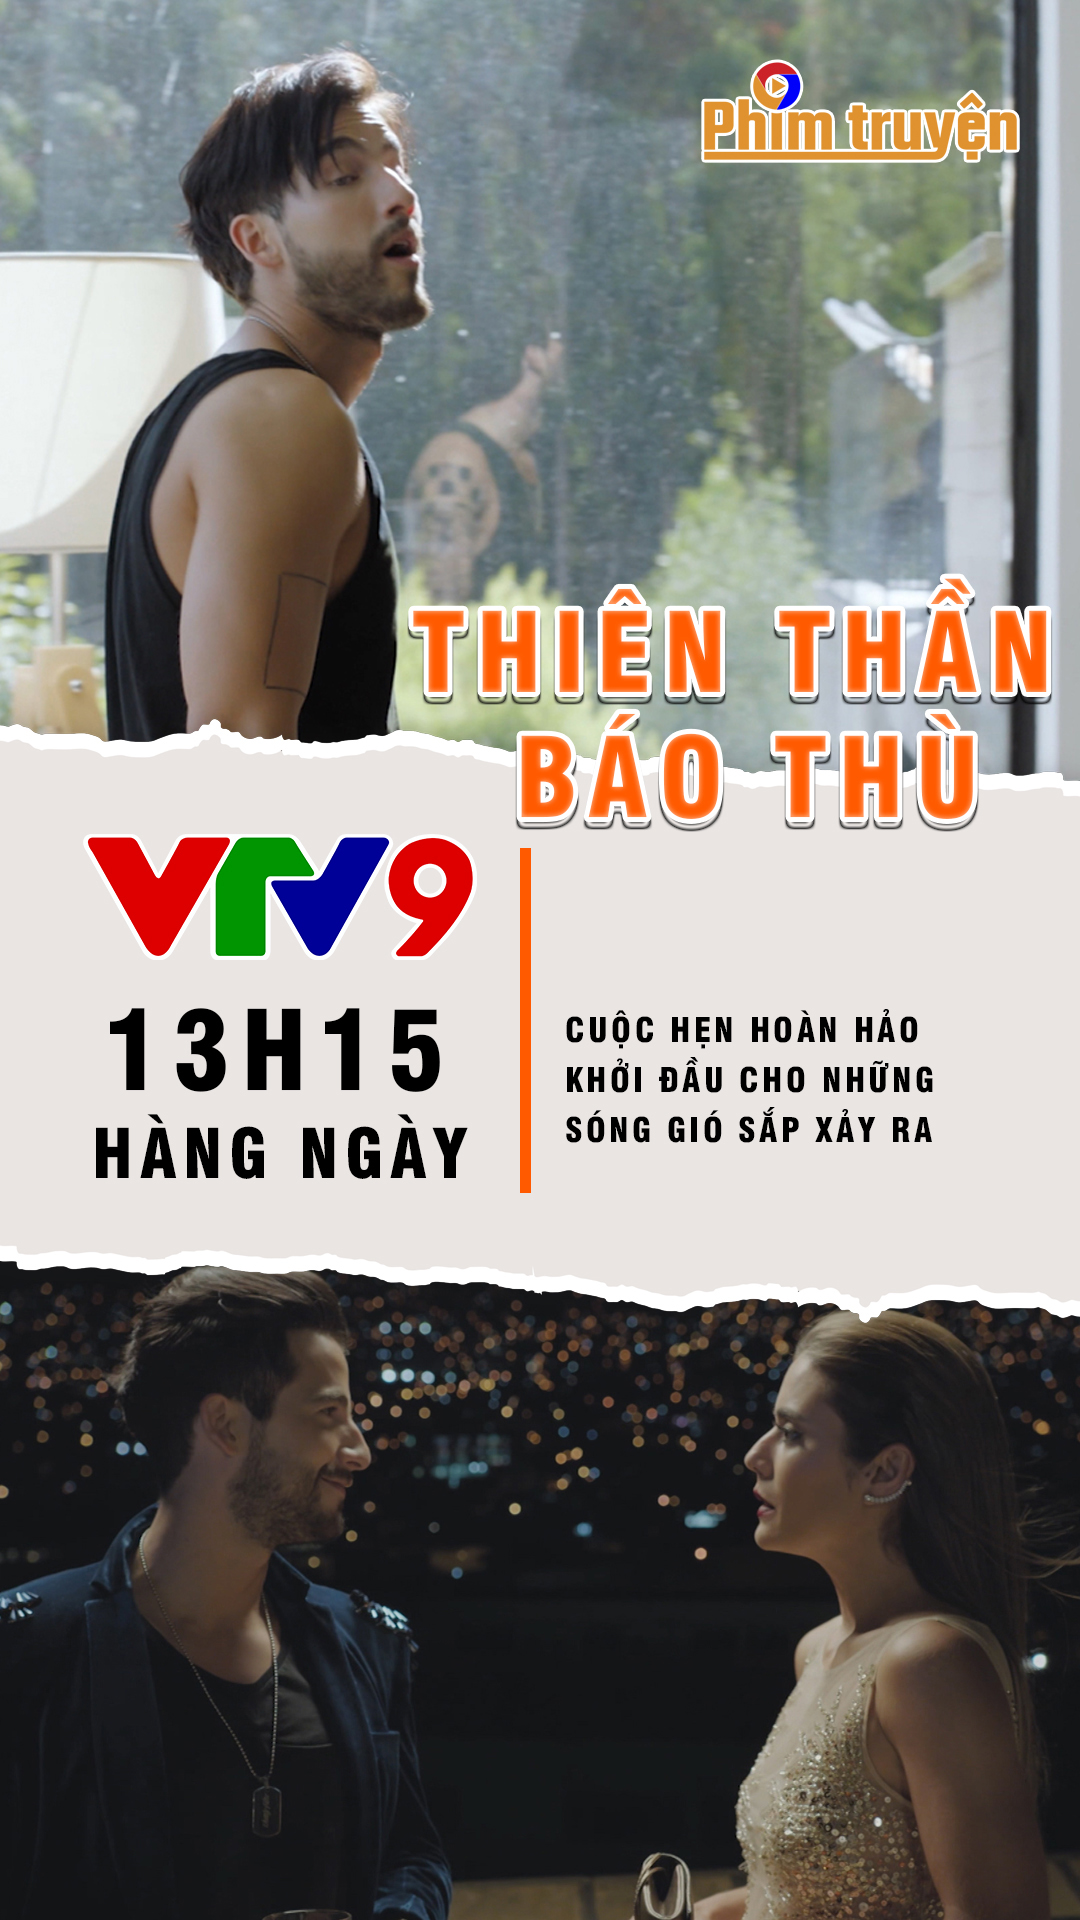 Phim truyện
THIÊN THẦN
BÁO THÙ
VTV9
13H15
HÀNG NGÀY
CUỘC HẸN HOÀN HẢO
KHỞI ĐẦU CHO NHỮNG
SÓNG GIÓ SẮP XẢY RA